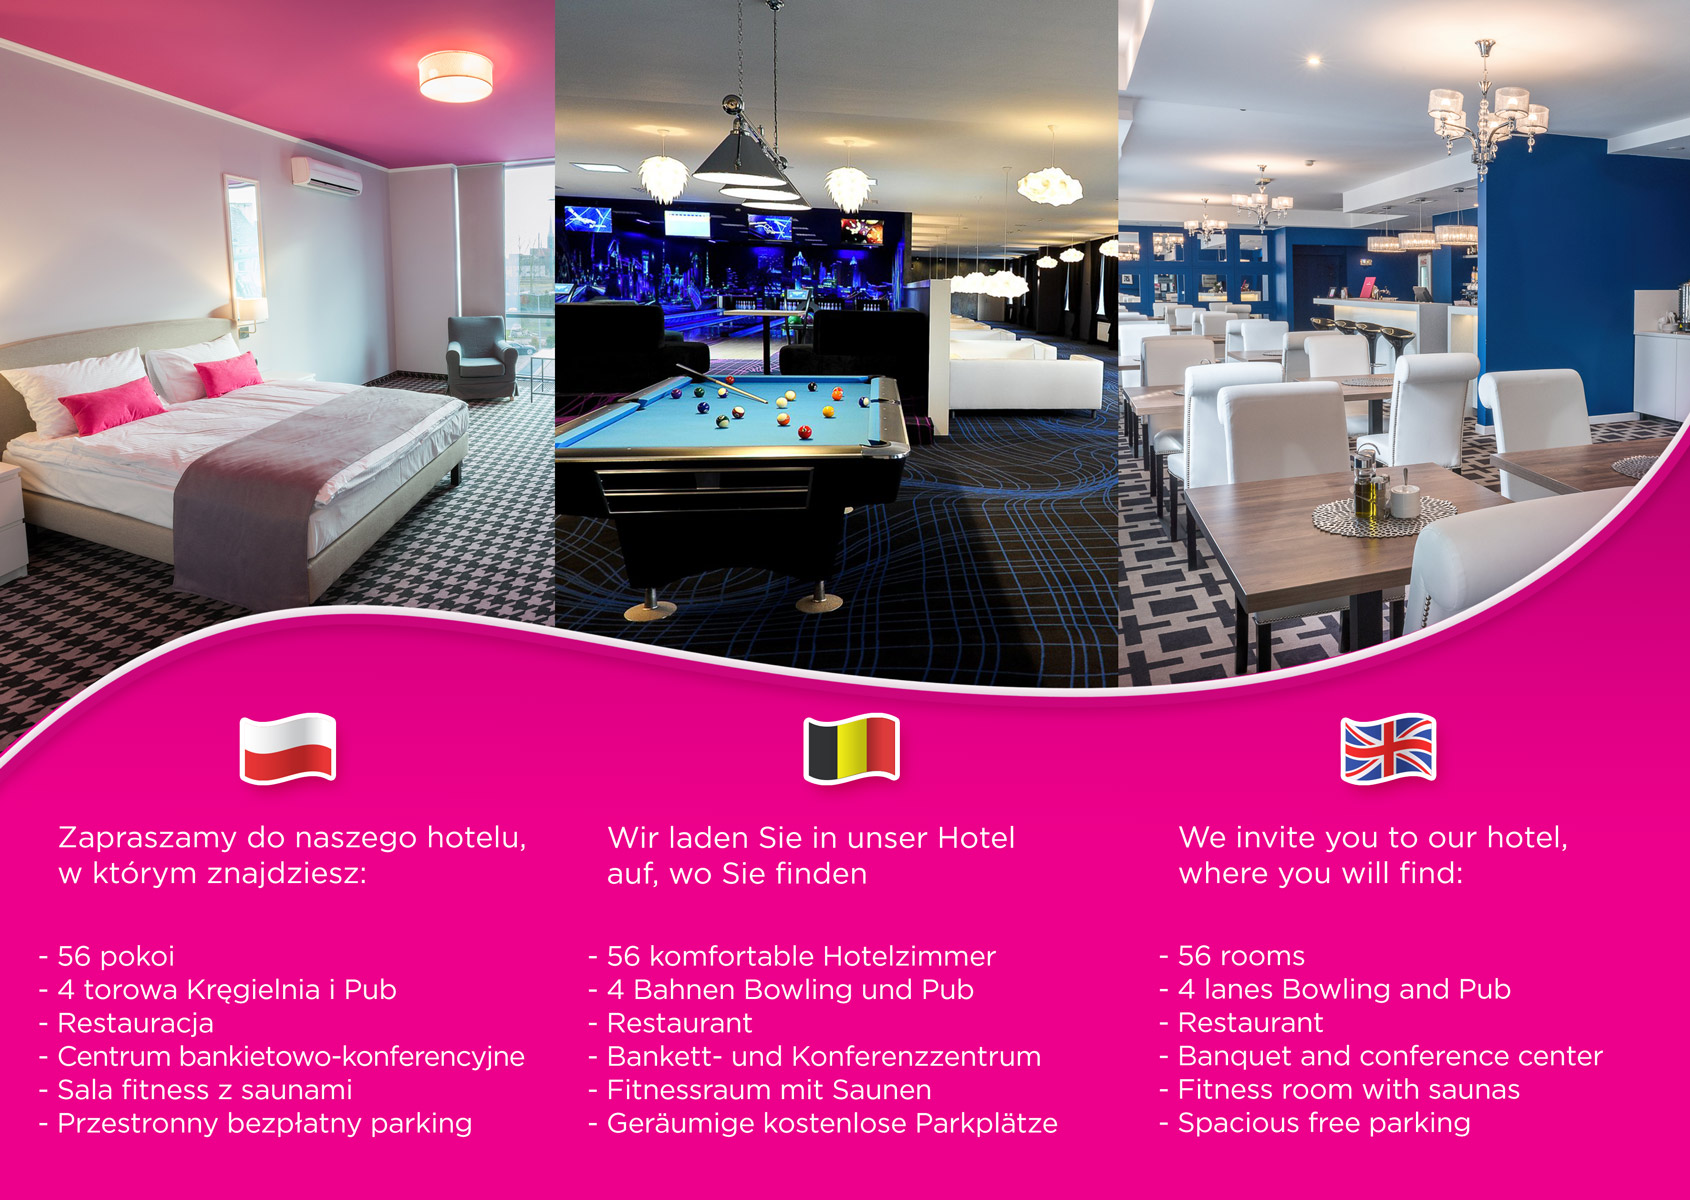 Zapraszamy do naszego hotelu,
w którym znajdziesz:
- 56 pokoi
- 4 torowa Kręgielnia i Pub
- Restauracja
- Centrum bankietowo-konferencyjne
- Sala fitness z saunami
- Przestronny bezpłatny parking
Wir laden Sie in unser Hotel
auf, wo Sie finden
- 56 komfortable Hotelzimmer
- 4 Bahnen Bowling und Pub
- Restaurant
- Bankett- und Konferenzzentrum
- Fitnessraum mit Saunen
- Geräumige kostenlose Parkplätze
We invite you to our hotel,
where you will find:
- 56 rooms
- 4 lanes Bowling and Pub
- Restaurant
- Banquet and conference center
- Fitness room with saunas
- Spacious free parking